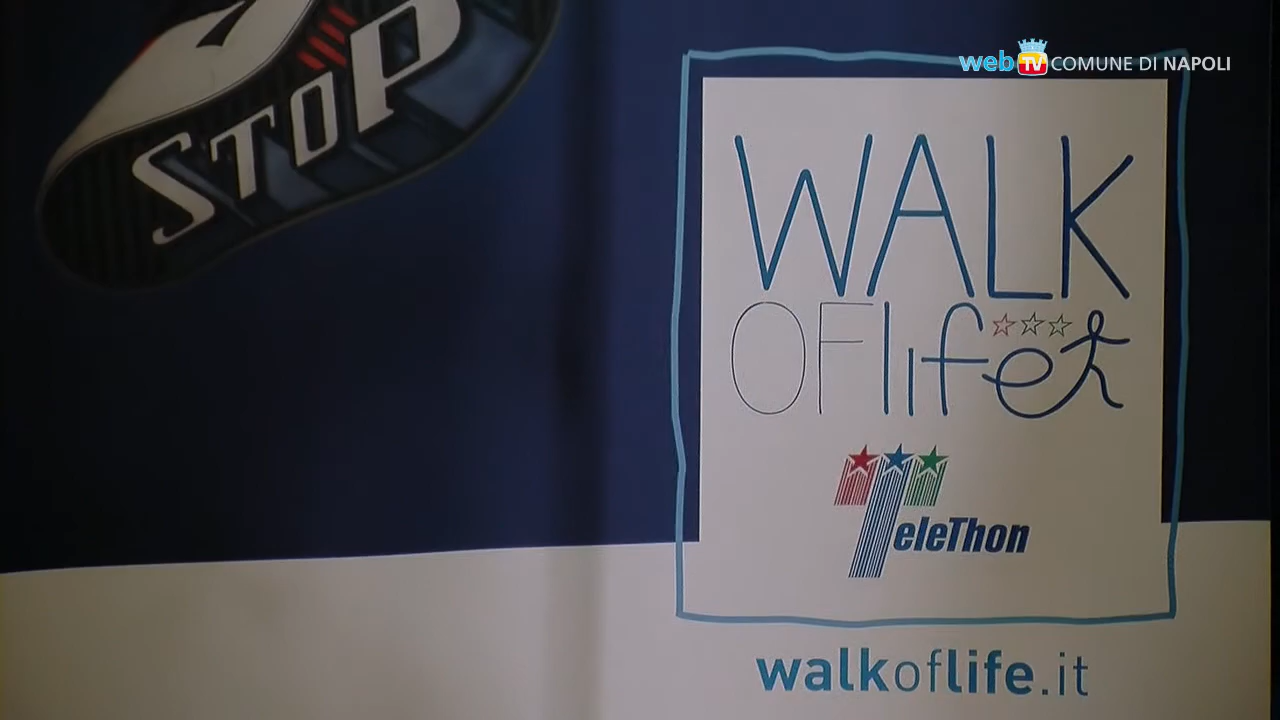 STOP
web TV COMUNE DI NAPOLI
WALK
OF life
TeleThon
walkoflife.it